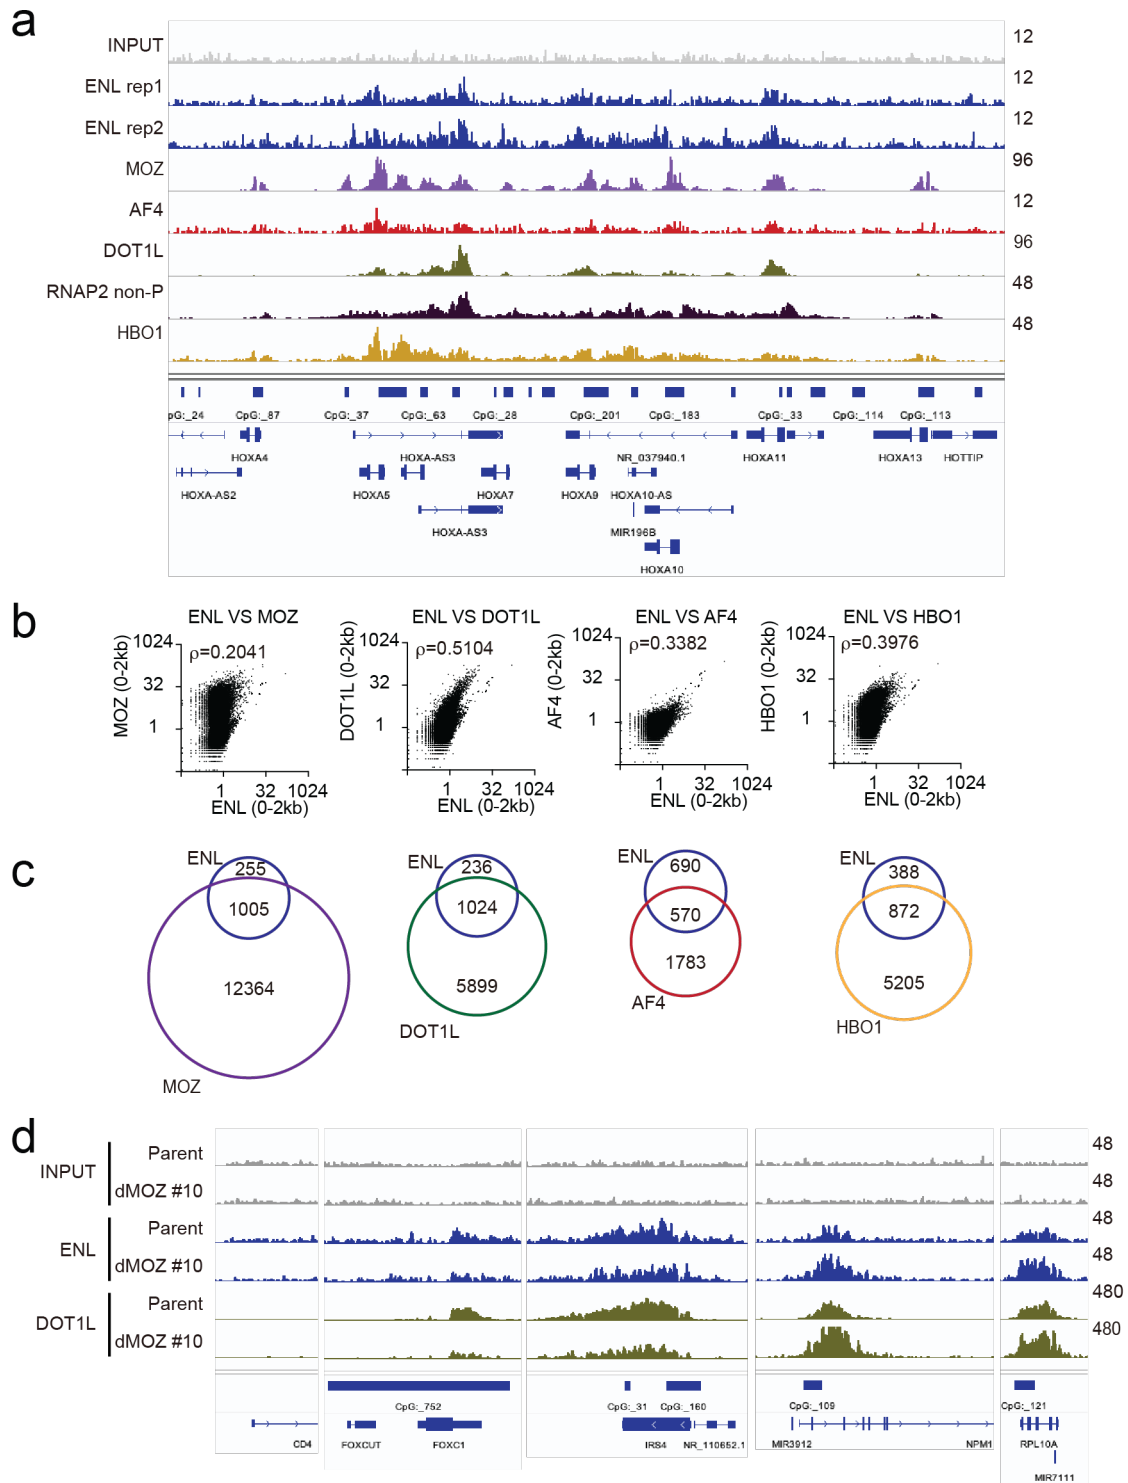 a
INPUT 12
ENL rep1 12
ENL rep2 12
MOZ 96
AF4 12
DOT1L 96
RNAP2 non-P 48
HBO1 48
pG:_24 CpG:_87 CpG:_37 CpG:_63 CpG:_28 CpG:_201 CpG:_183 CpG:_33 CpG:_114 CpG:_113
HOXA4 HOXA-AS3 NR_037940.1 HOXA11 HOXA13 HOTTIP
HOXA-AS2 HOXA5 HOXA7 HOXA9 HOXA10-AS
HOXA-AS3 MIR196B
HOXA10
b
ENL VS MOZ
MOZ (0-2kb)
1024
32
1
ρ=0.2041
1 32 1024
ENL (0-2kb)
ENL VS DOT1L
DOT1L (0-2kb)
1024
32
1
ρ=0.5104
1 32 1024
ENL (0-2kb)
ENL VS AF4
AF4 (0-2kb)
1024
32
1
ρ=0.3382
1 32 1024
ENL (0-2kb)
ENL VS HBO1
HBO1 (0-2kb)
1024
32
1
ρ=0.3976
1 32 1024
ENL (0-2kb)
c
ENL
255
1005
12364
MOZ
ENL
236
1024
5899
DOT1L
ENL
690
570
1783
AF4
ENL
388
872
5205
HBO1
d
INPUT
Parent 48
dMOZ #10 48
ENL
Parent 48
dMOZ #10 48
DOT1L
Parent 480
dMOZ #10 480
CpG:_752 CpG:_31 CpG:_160 CpG:_109 CpG:_121
CD4 FOXCUT FOXC1 IRS4 NR_110652.1 MIR3912 NPM1 RPL10A
MIR7111